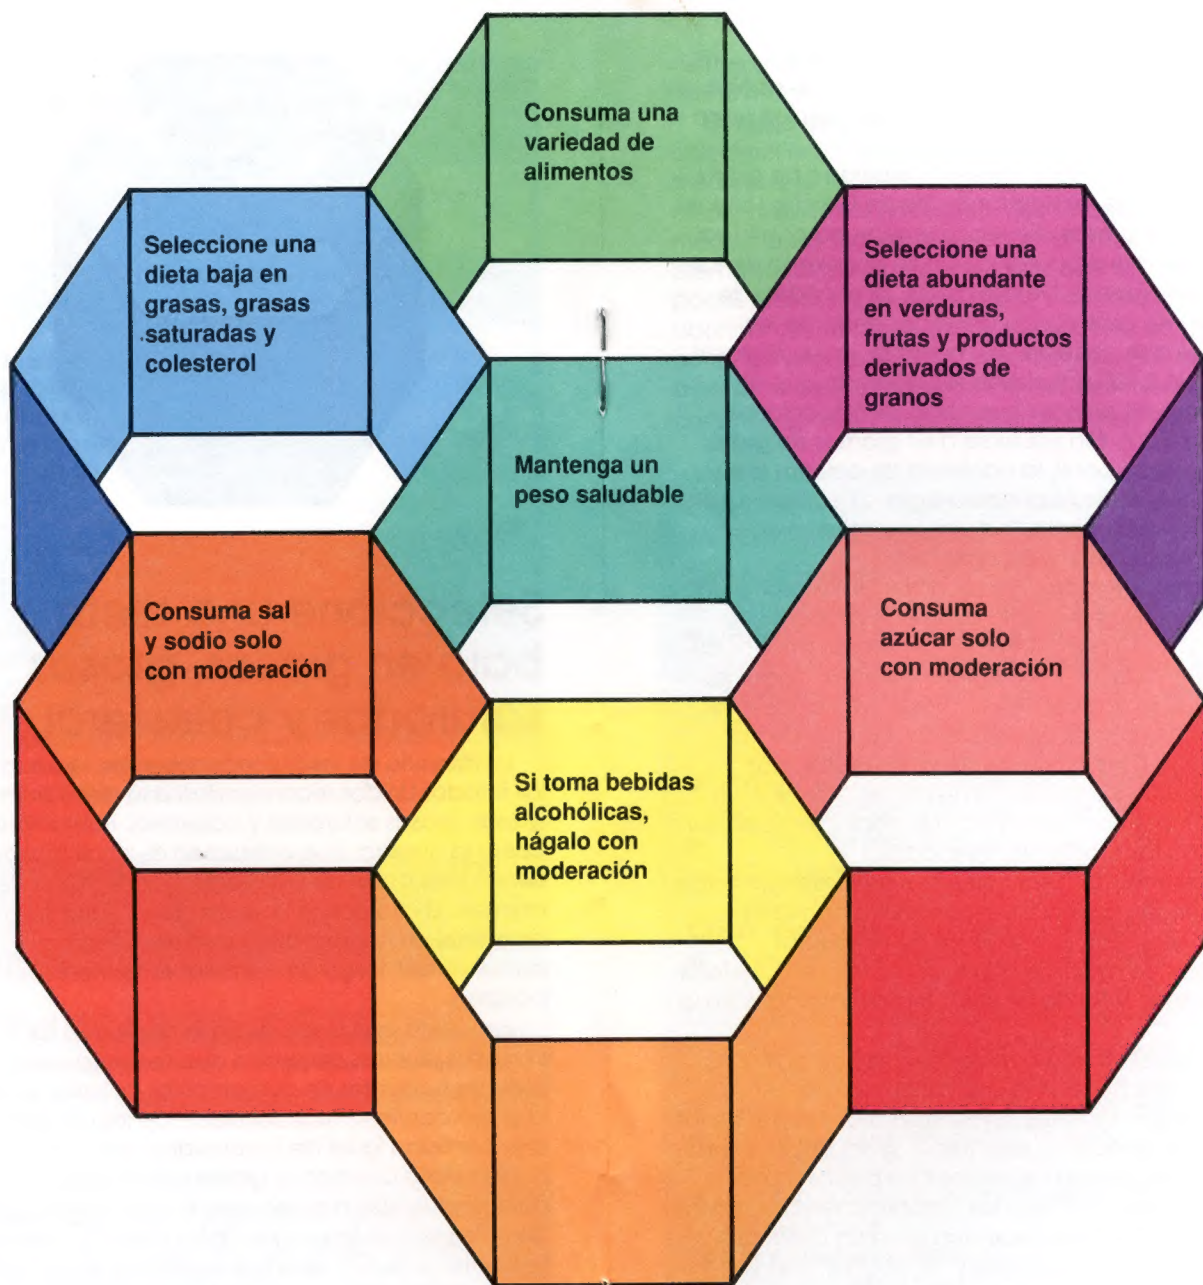 Consuma una
variedad de
alimentos
Seleccione una
dieta baja en
grasas, grasas
saturadas y
colesterol
Seleccione una
dieta abundante
en verduras,
frutas y productos
derivados de
granos
Mantenga un
peso saludable
Consuma sal
y sodio solo
con moderación
Consuma
azúcar solo
con moderación
Si toma bebidas
alcohólicas,
hágalo con
moderación